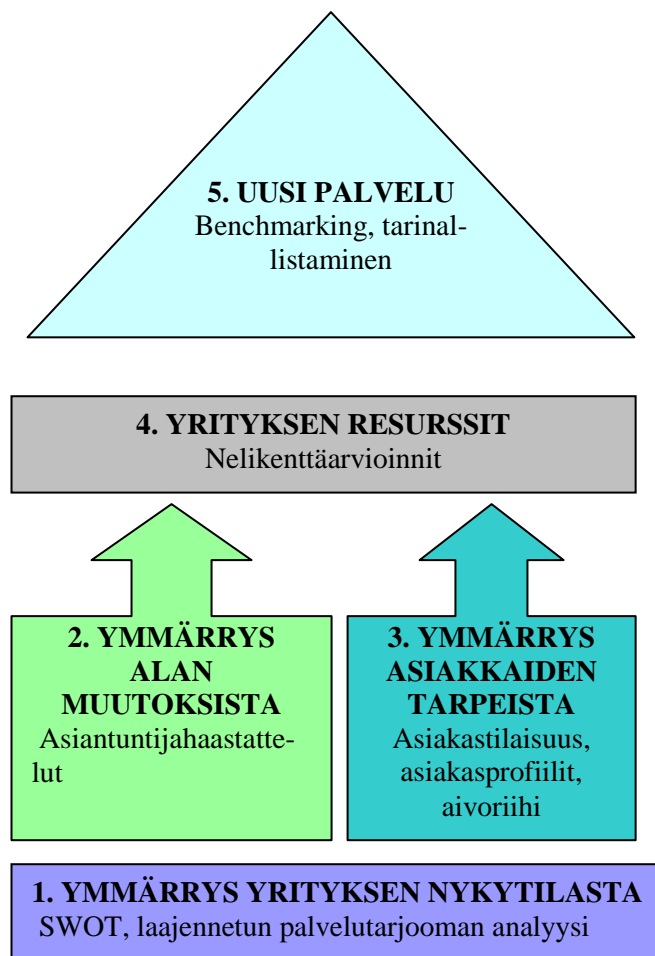 5. UUSI PALVELU
Benchmarking, tarinal-
listaminen
4. YRITYKSEN RESURSSIT
Nelikenttäarvioinnit
2. YMMÄRRYS
ALAN
MUUTOKSISTA
Asiantuntijahaastatte-
lut
3. YMMÄRRYS
ASIAKKAIDEN
TARPEISTA
Asiakastilaisuus,
asiakasprofiilit,
aivoriihi
1. YMMÄRRYS YRITYKSEN NYKYTILASTA
SWOT, laajennetun palvelutarjooman analyysi